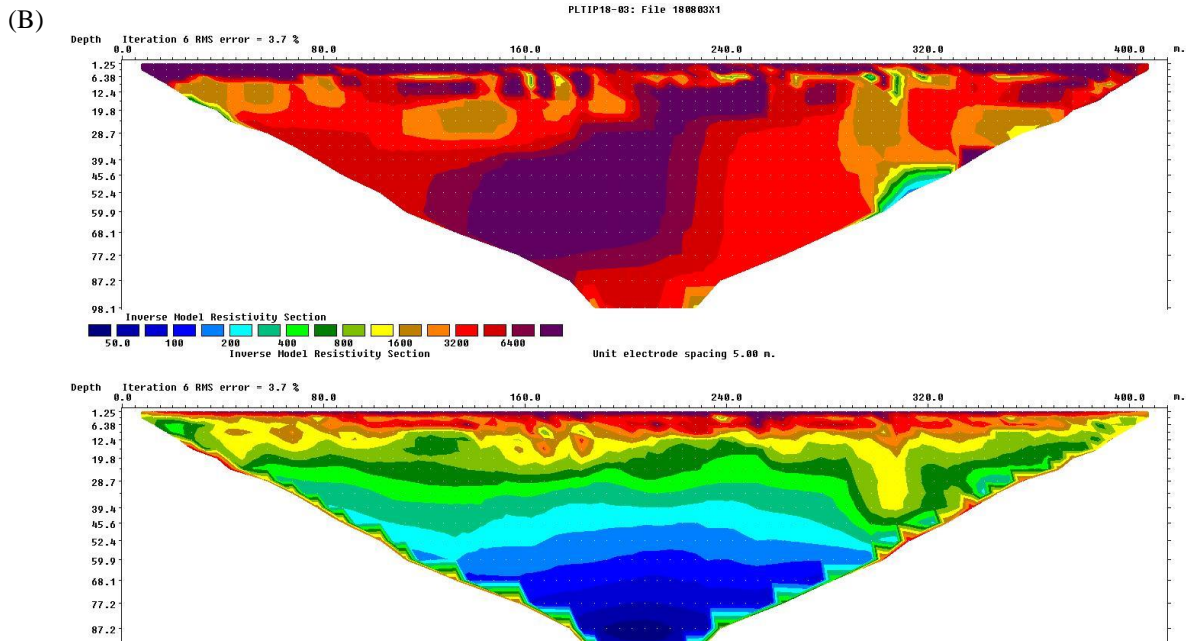 PLTIP18-03: File 180803X1
(B)
Depth Iteration 6 RMS error = 3.7 %
0.0 80.0 160.0 240.0 320.0 400.0 m.
1.25
6.38
12.4
19.8
28.7
39.4
45.6
52.4
59.9
68.1
77.2
87.2
98.1
Inverse Model Resistivity Section
50.0 100 200 400 800 1600 3200 6400
Inverse Model Resistivity Section Unit electrode spacing 5.00 m.
Depth Iteration 6 RMS error = 3.7 %
0.0 80.0 160.0 240.0 320.0 400.0 m.
1.25
6.38
12.4
19.8
28.7
39.4
45.6
52.4
59.9
68.1
77.2
87.2